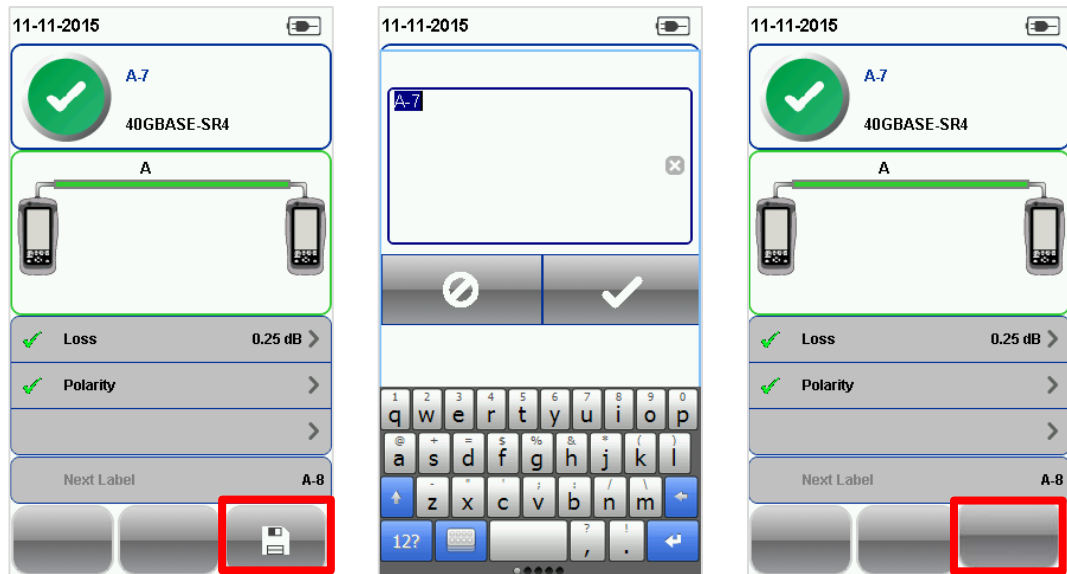 11-11-2015
A-7
40GBASE-SR4
A
Loss 0.25 dB
Polarity
Next Label A-8
11-11-2015
A-7
1 2 3 4 5 6 7 8 9 0
q w e r t y u i o p
@ + = $ % & * ( )
a s d f g h j k l
- " ' ; : / \
z x c v b n m
12? ? , ! .
11-11-2015
A-7
40GBASE-SR4
A
Loss 0.25 dB
Polarity
Next Label A-8